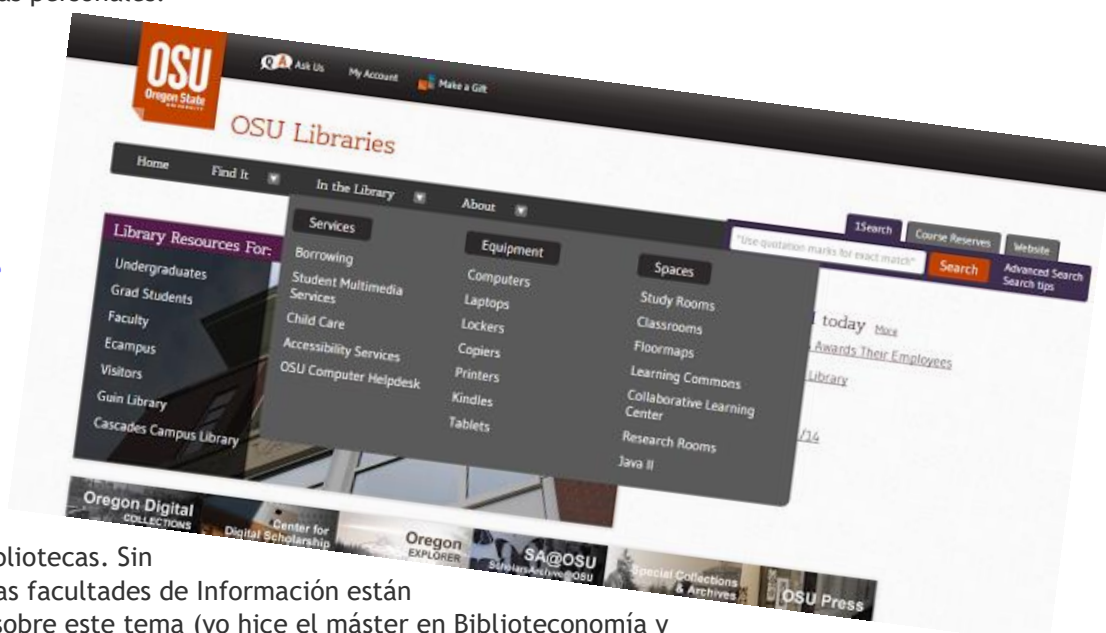 as personales.
OSU
Oregon State
UNIVERSITY
Q A Ask Us
My Account
Make a Gift
OSU Libraries
Home
Find It
In the Library
About
1Search
Course Reserves
Website
"Use quotation marks for exact match"
Search
Advanced Search
Search tips
Library Resources For:
Undergraduates
Grad Students
Faculty
Ecampus
Visitors
Guin Library
Cascades Campus Library
Services
Borrowing
Student Multimedia
Services
Child Care
Accessibility Services
OSU Computer Helpdesk
Equipment
Computers
Laptops
Lockers
Copiers
Printers
Kindles
Tablets
Spaces
Study Rooms
Classrooms
Floormaps
Learning Commons
Collaborative Learning
Center
Research Rooms
Java II
today More
Awards Their Employees
Library
/14
Oregon Digital
COLLECTIONS
Center for
Digital Scholarship
Oregon
EXPLORER
SA@OSU
ScholarsArchive@OSU
Special Collections
& Archives
OSU Press
bliotecas. Sin
as facultades de Información están
sobre este tema (yo hice el máster en Biblioteconomía y